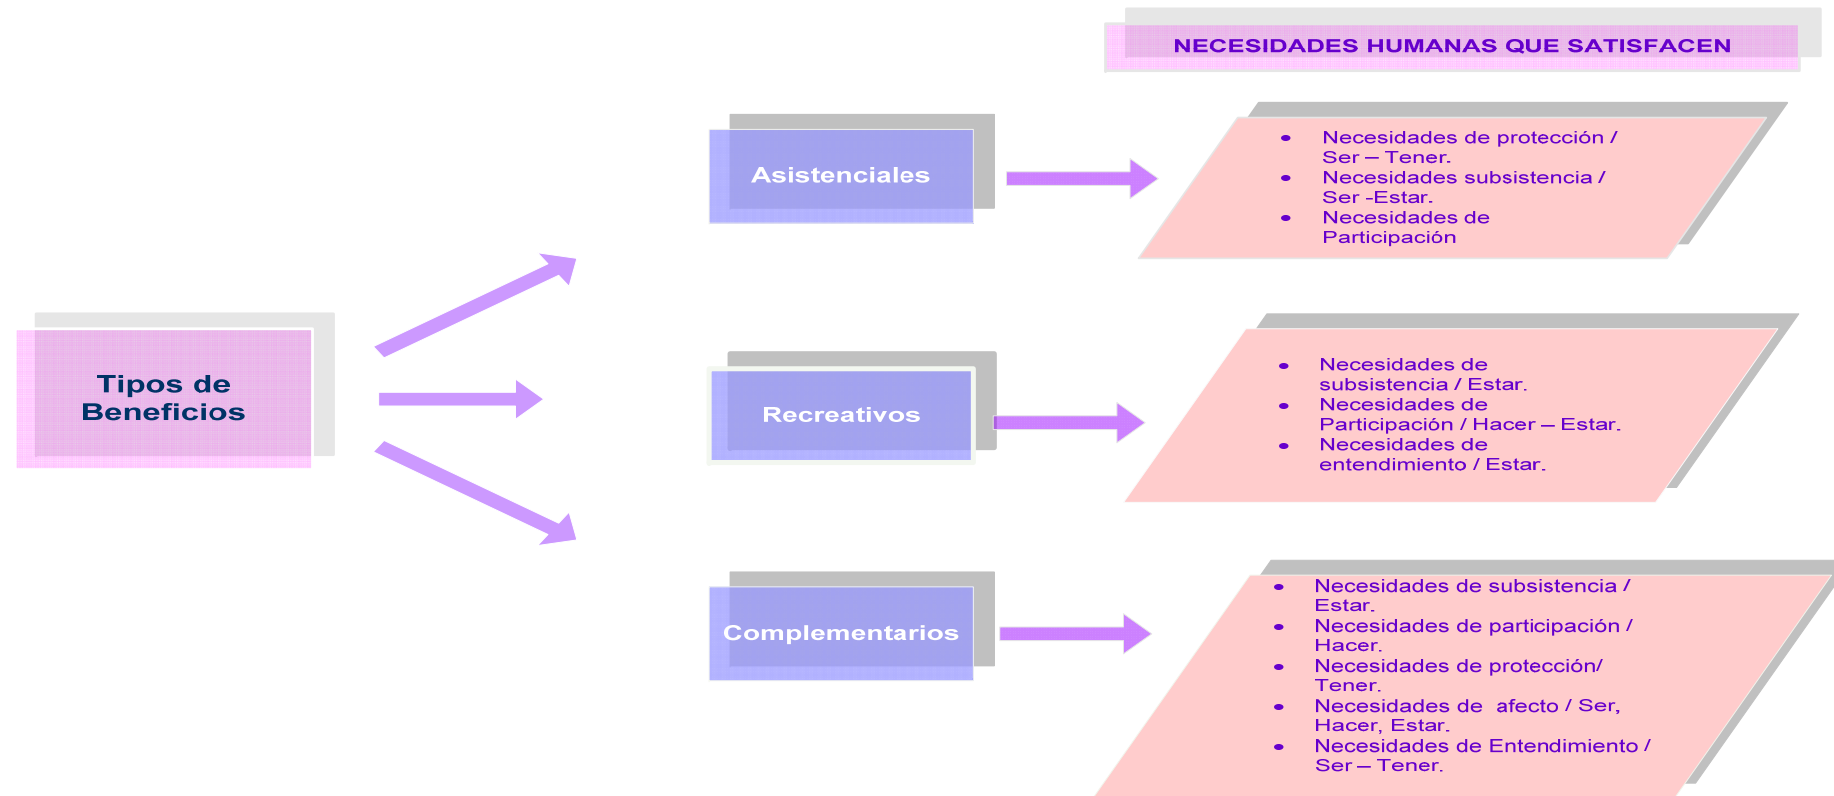 NECESIDADES HUMANAS QUE SATISFACEN
Asistenciales
• Necesidades de protección /
Ser – Tener.
• Necesidades subsistencia /
Ser -Estar.
• Necesidades de
Participación
Tipos de
Beneficios
Recreativos
• Necesidades de
subsistencia / Estar.
• Necesidades de
Participación / Hacer – Estar.
• Necesidades de
entendimiento / Estar.
Complementarios
• Necesidades de subsistencia /
Estar.
• Necesidades de participación /
Hacer.
• Necesidades de protección/
Tener.
• Necesidades de  afecto / Ser,
Hacer, Estar.
• Necesidades de Entendimiento /
Ser – Tener.